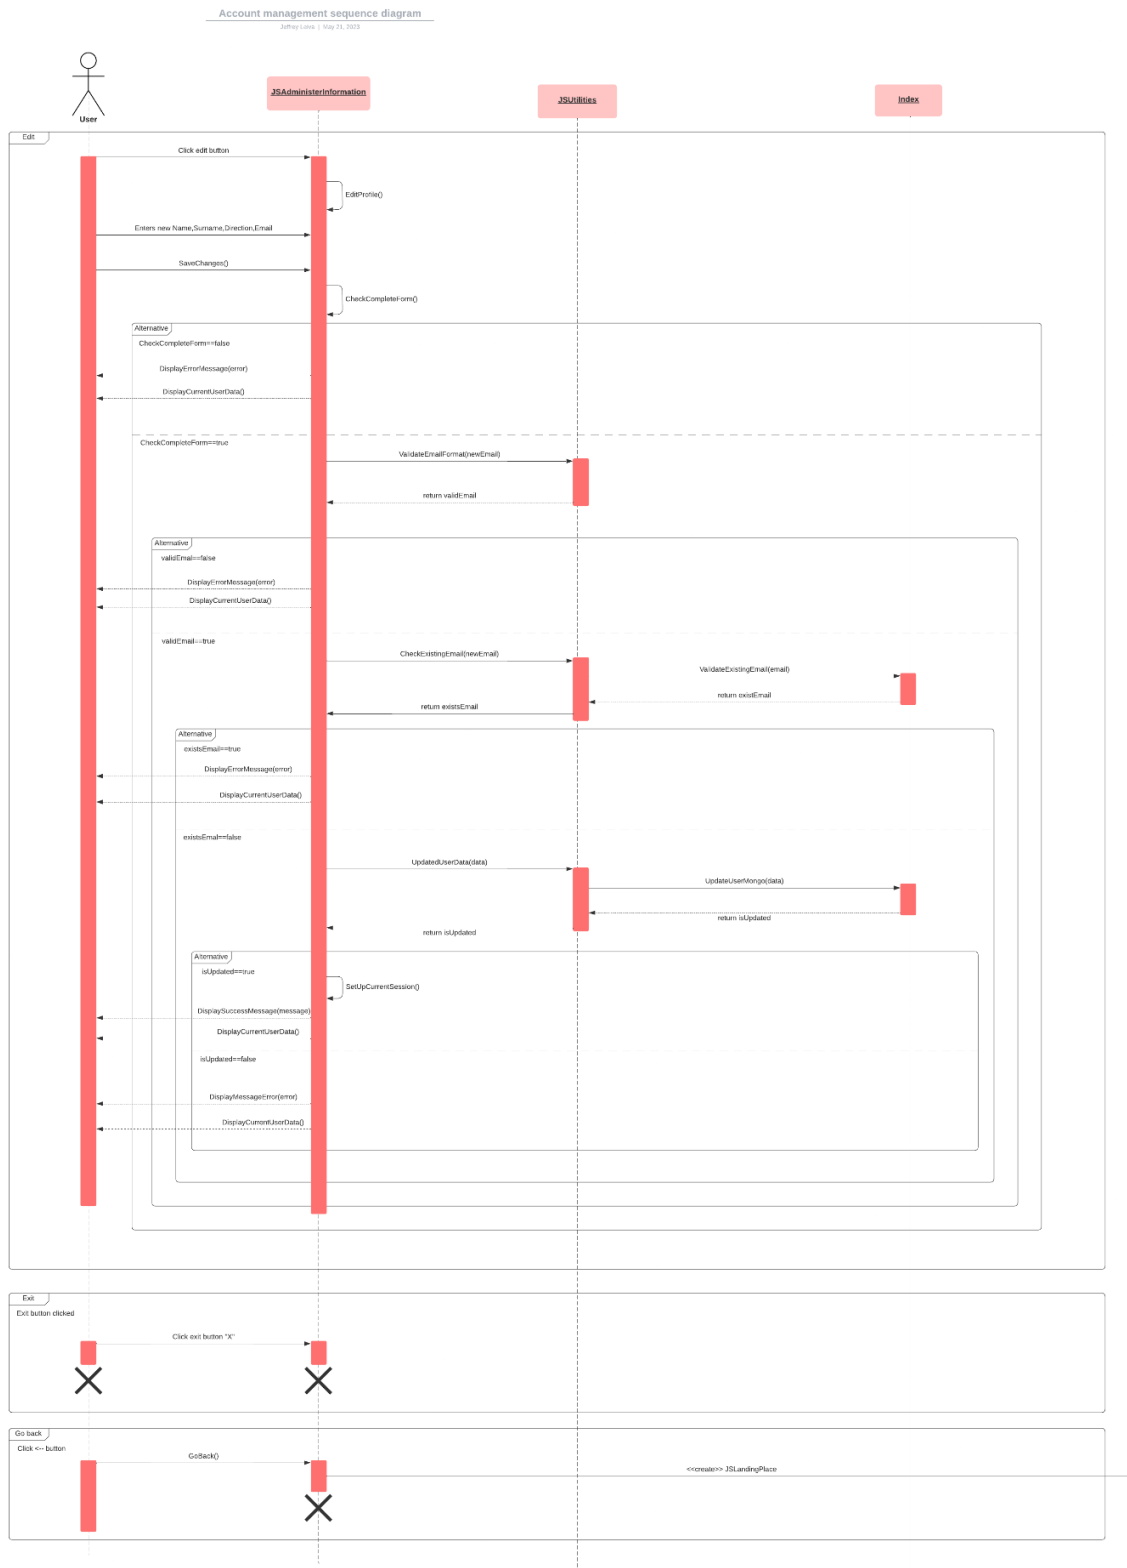 Account management sequence diagram
Jeffrey Lona | May 21, 2023
User
JSAdministerInformation
JSUtilities
Index
Edit
Click edit button
EditProfile()
Enters new Name,Surname,Direction,Email
SaveChanges()
CheckCompleteForm()
Alternative
CheckCompleteForm==false
DisplayErrorMessage(error)
DisplayCurrentUserData()
CheckCompleteForm==true
ValidateEmailFormat(newEmail)
return validEmail
Alternative
validEmal==false
DisplayErrorMessage(error)
DisplayCurrentUserData()
validEmail==true
CheckExistingEmail(newEmail)
ValidateExistingEmail(email)
return existEmail
return existsEmail
Alternative
existsEmail==true
DisplayErrorMessage(error)
DisplayCurrentUserData()
existsEmal==false
UpdatedUserData(data)
UpdateUserMongo(data)
return isUpdated
return isUpdated
Alternative
isUpdated==true
SetUpCurrentSession()
DisplaySuccessMessage(message)
DisplayCurrentUserData()
isUpdated==false
DisplayMessageError(error)
DisplayCurrentUserData()
Exit
Exit button clicked
Click exit button "X"
Go back
Click <-- button
GoBack()
<<create>> JSLandingPlace